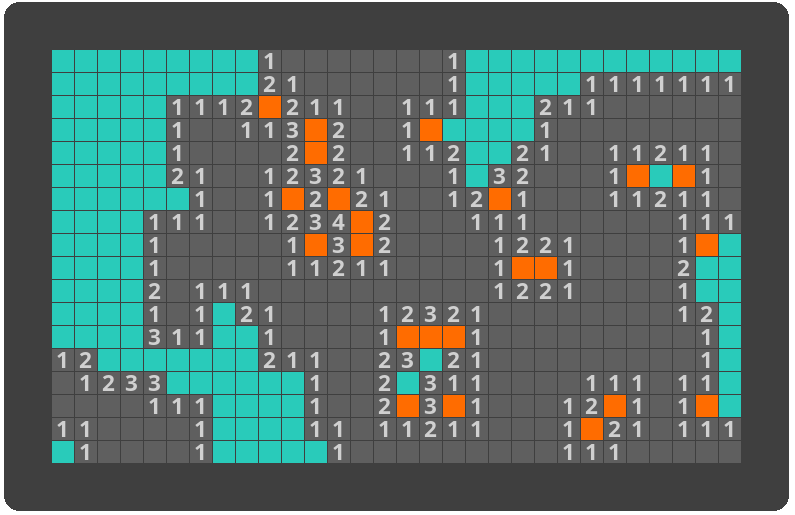 1 1
2 1 1 1 1 1 1 1 1 1 1
1 1 1 2 2 1 1 1 1 1 2 1 1
1 1 1 3 2 1 1
1 2 2 1 1 2 2 1 1 1 2 1 1
2 1 1 2 3 2 1 1 3 2 1 1
1 1 2 2 1 1 2 1 1 1 2 1 1
1 1 1 1 2 3 4 2 1 1 1 1 1 1
1 1 3 2 1 2 2 1 1
1 1 1 2 1 1 1 1 2
2 1 1 1 1 2 2 1 1
1 1 2 1 1 2 3 2 1 1 2
3 1 1 1 1 1 1
1 2 2 1 1 2 3 2 1 1
1 2 3 3 1 2 3 1 1 1 1 1 1 1
1 1 1 1 2 3 1 1 2 1 1
1 1 1 1 1 1 1 2 1 1 1 2 1 1 1 1
1 1 1 1 1 1